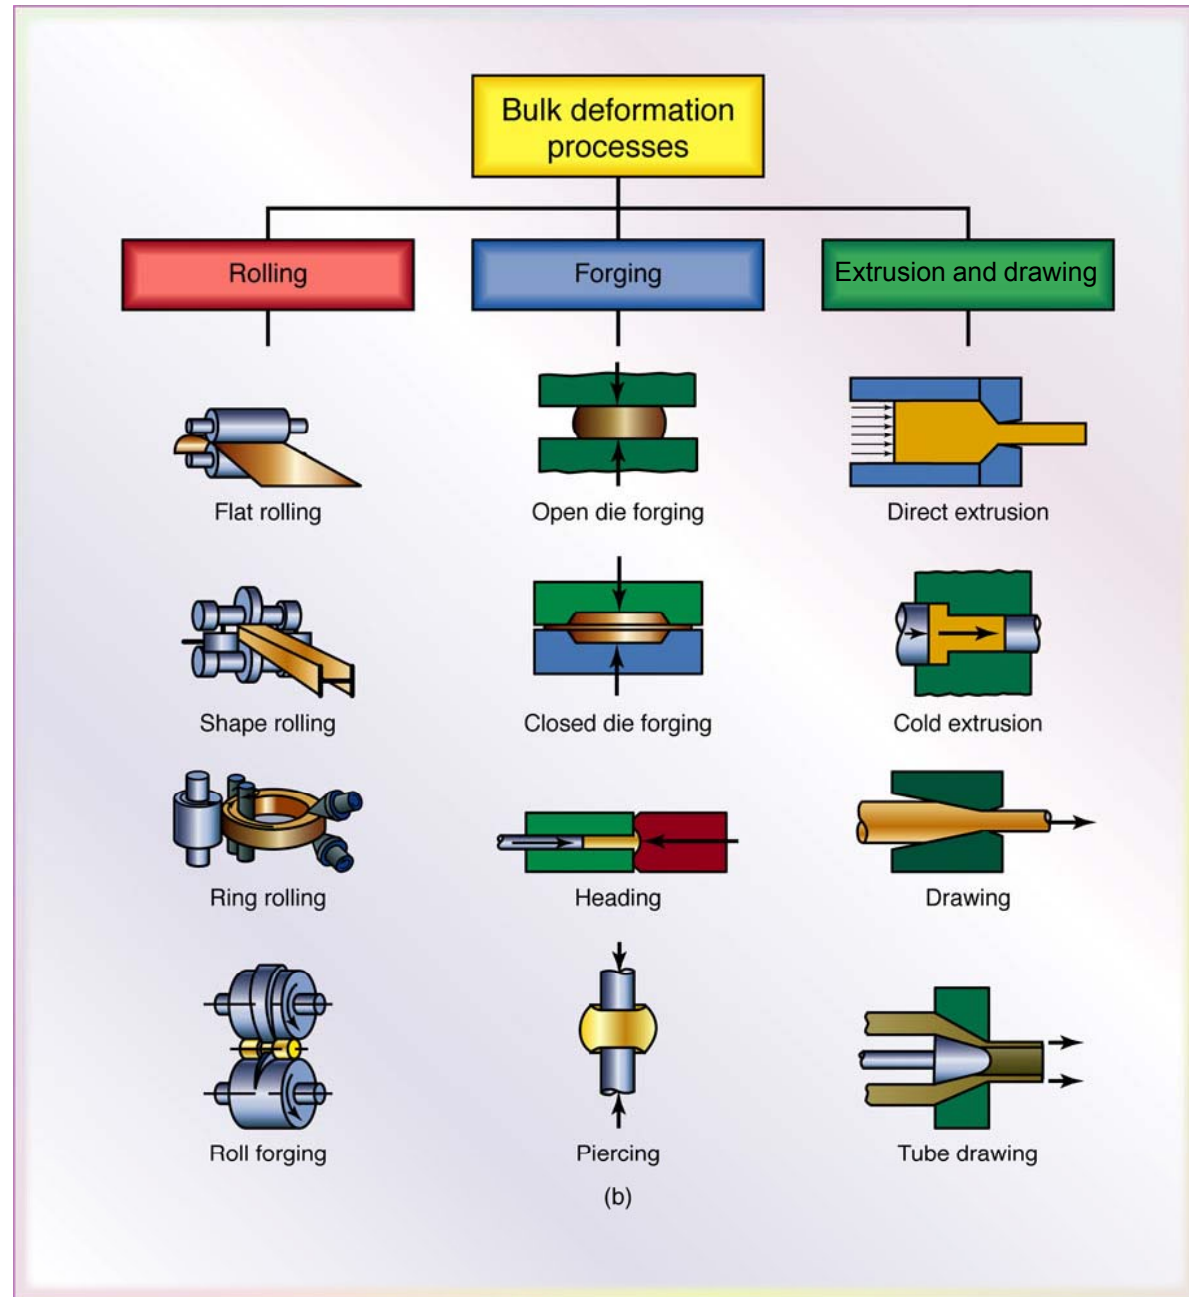 Bulk deformation
processes
Rolling
Forging
Extrusion and drawing
Flat rolling
Open die forging
Direct extrusion
Shape rolling
Closed die forging
Cold extrusion
Ring rolling
Heading
Drawing
Roll forging
Piercing
Tube drawing
(b)